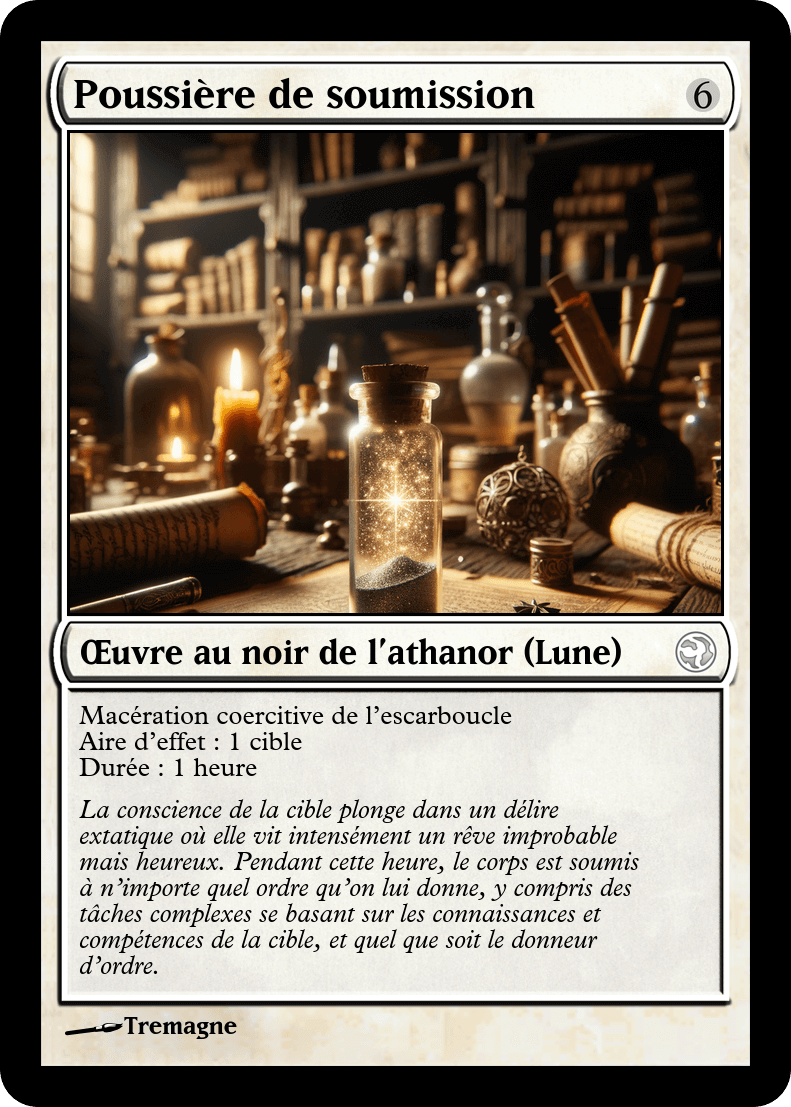 Poussière de soumission
6
Œuvre au noir de l'athanor (Lune)
Macération coercitive de l'escarboucle
Aire d'effet : 1 cible
Durée : 1 heure
La conscience de la cible plonge dans un délire
extatique où elle vit intensément un rêve improbable
mais heureux. Pendant cette heure, le corps est soumis
à n'importe quel ordre qu'on lui donne, y compris des
tâches complexes se basant sur les connaissances et
compétences de la cible, et quel que soit le donneur
d'ordre.
Tremagne